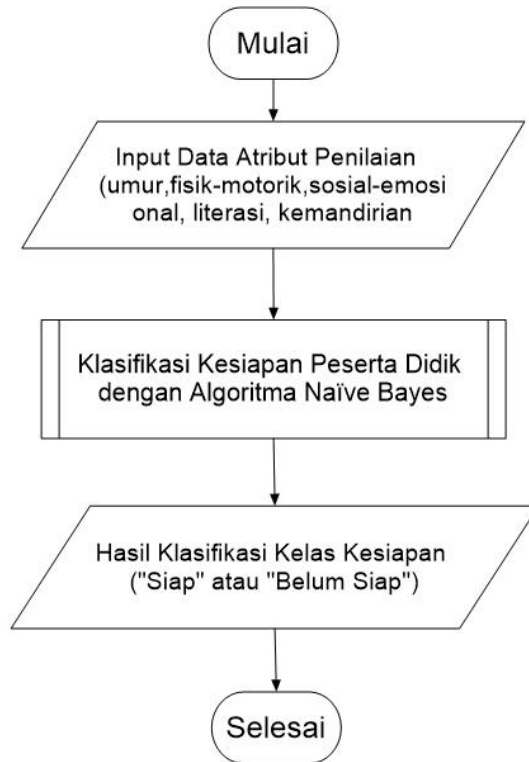 Mulai
Input Data Atribut Penilaian
(umur,fisik-motorik,sosial-emosi
onal, literasi, kemandirian
Klasifikasi Kesiapan Peserta Didik
dengan Algoritma Naïve Bayes
Hasil Klasifikasi Kelas Kesiapan
("Siap" atau "Belum Siap")
Selesai